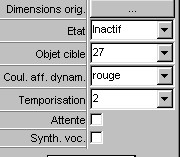 Dimensions orig. ...
Etat Inactif
Objet cible 27
Coul. aff. dynam. rouge
Temporisation 2
Attente
Synth. voc.